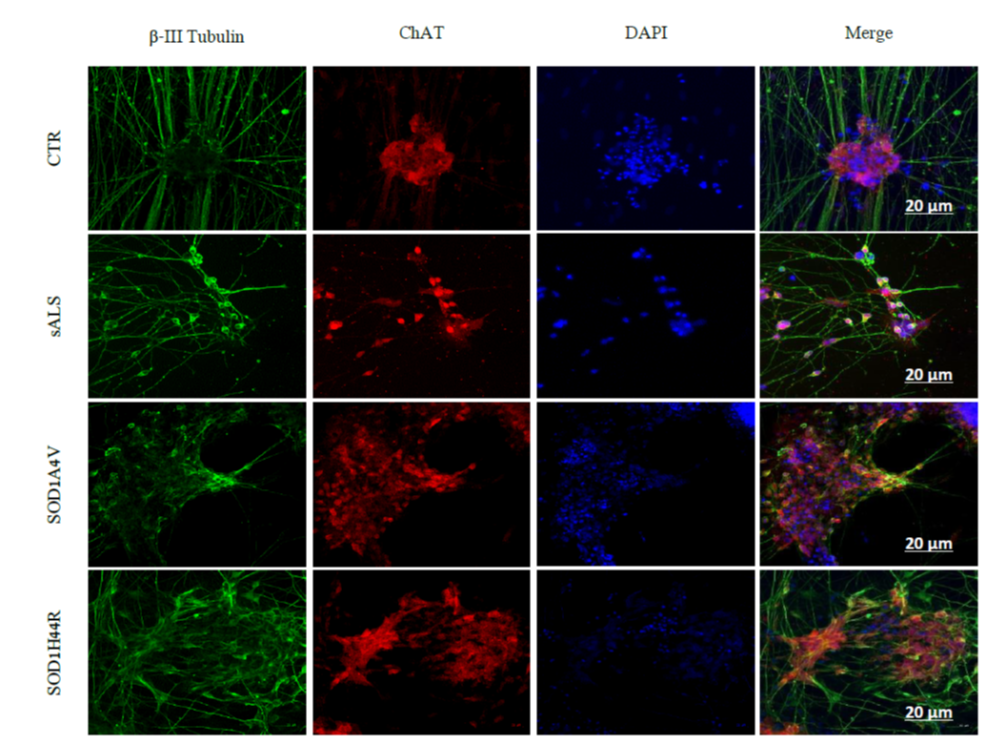 β-III Tubulin ChAT DAPI Merge
CTR
20 µm
sALS
20 µm
SOD1A4V
20 µm
SOD1H44R
20 µm